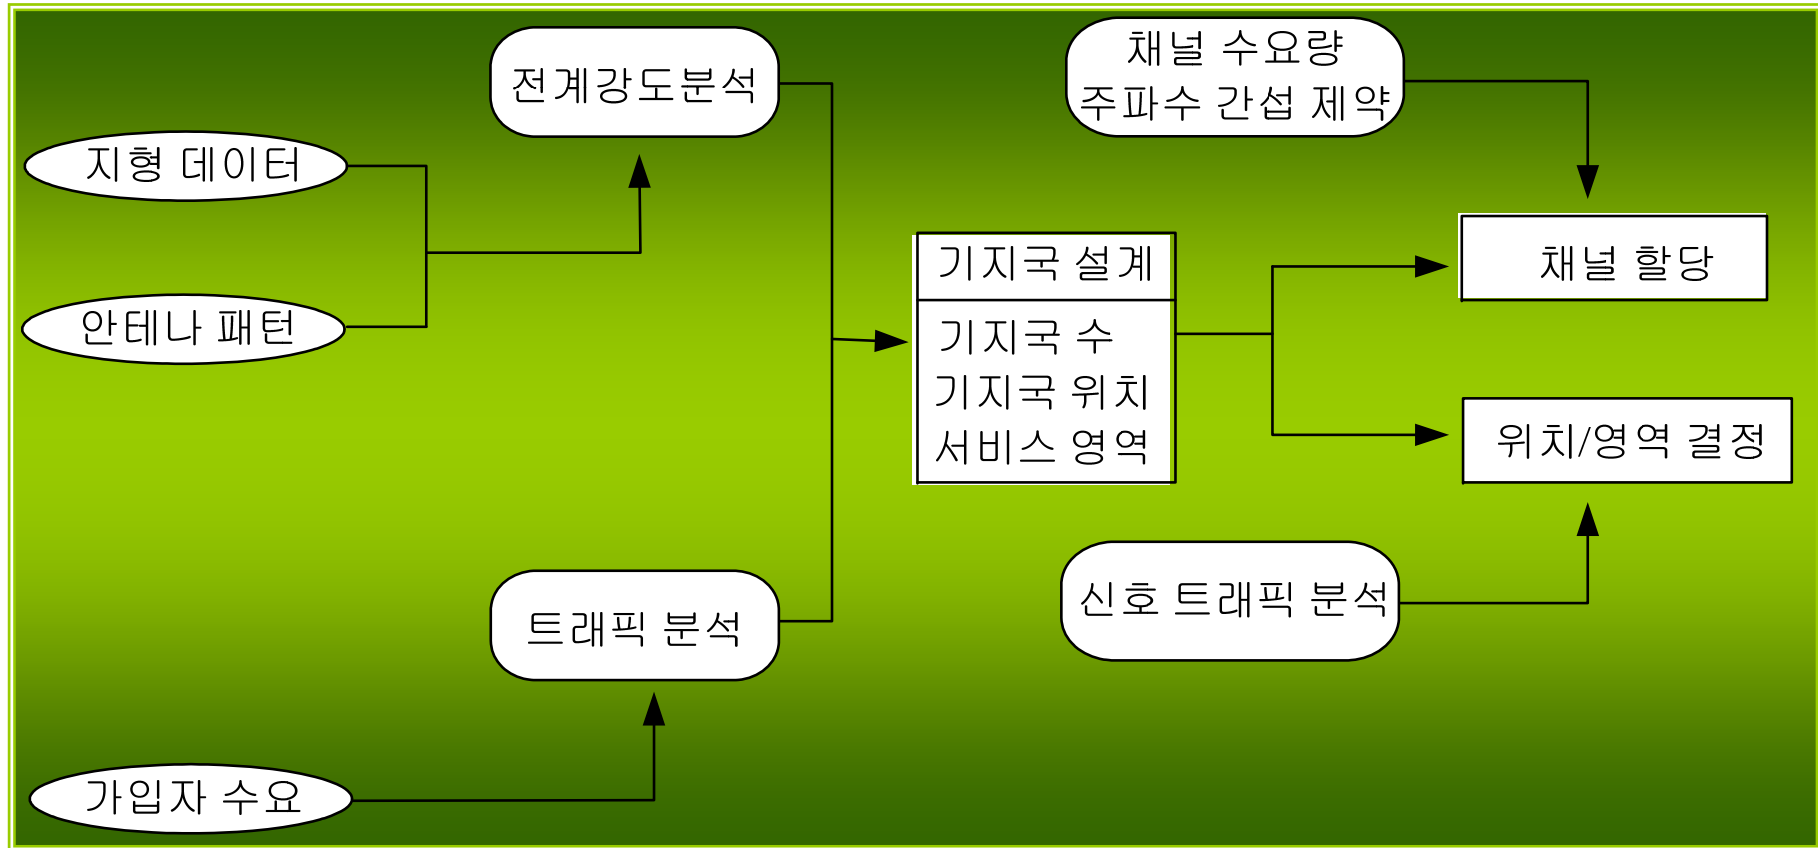 전계강도분석
채널 수요량
주파수 간섭 제약
지형 데이터
안테나 패턴
기지국 설계
기지국 수
기지국 위치
서비스 영역
채널 할당
위치/영역 결정
트래픽 분석
신호 트래픽 분석
가입자 수요